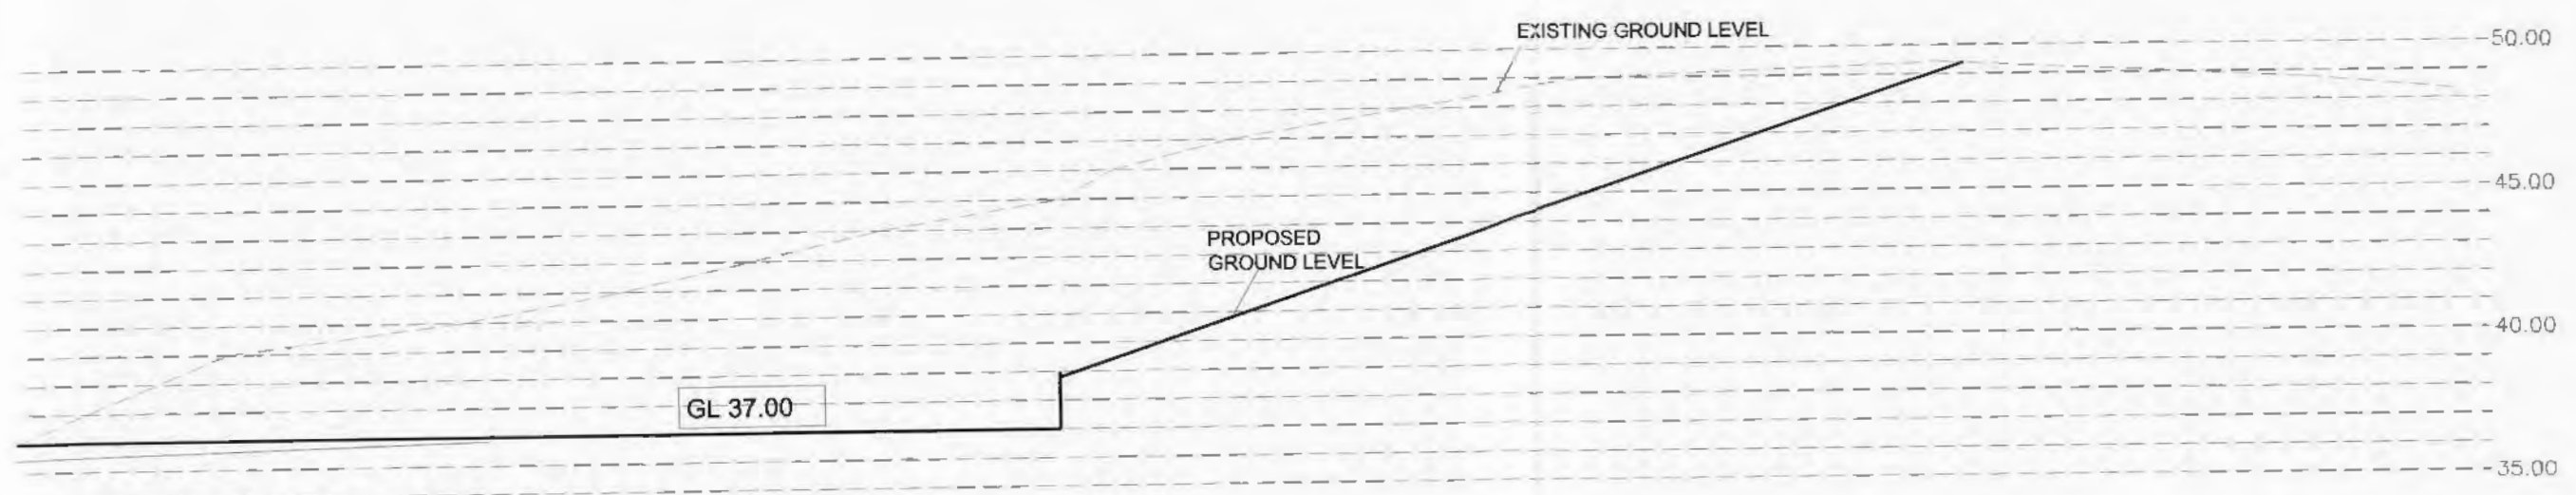 EXISTING GROUND LEVEL
50.00
45.00
PROPOSED
GROUND LEVEL
40.00
GL 37.00
35.00